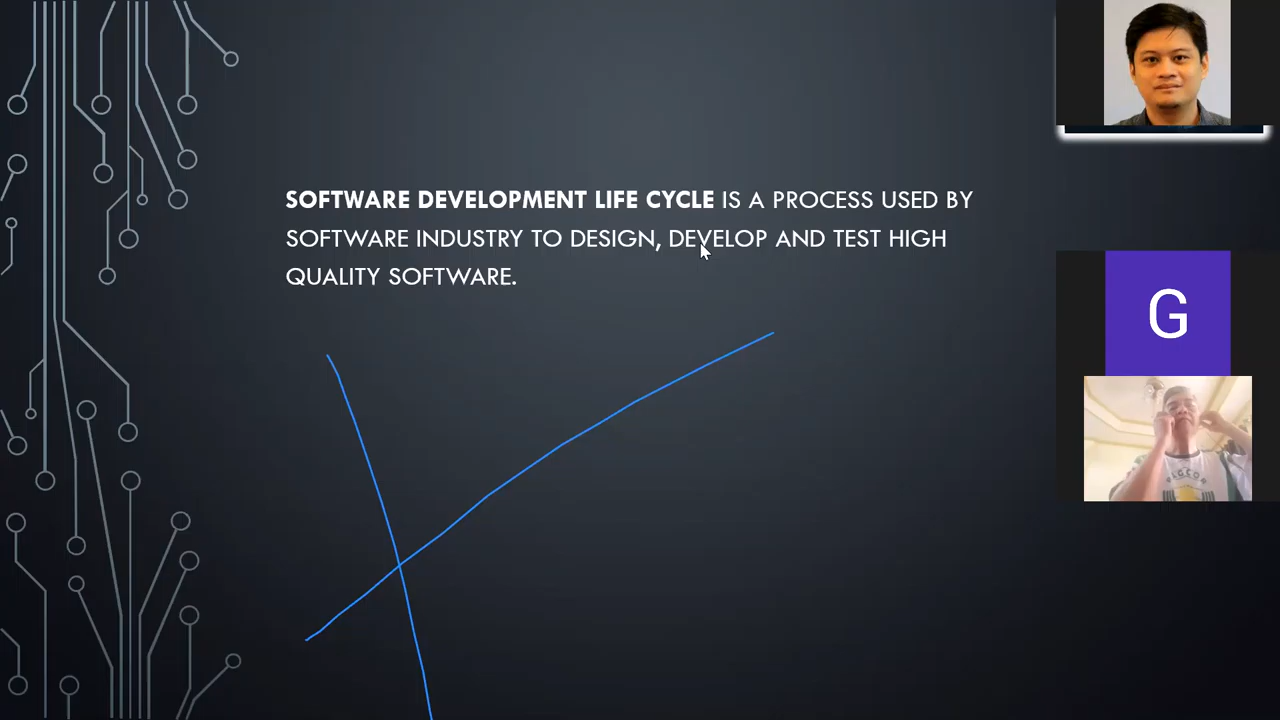 SOFTWARE DEVELOPMENT LIFE CYCLE IS A PROCESS USED BY
SOFTWARE INDUSTRY TO DESIGN, DEVELOP AND TEST HIGH
QUALITY SOFTWARE.
G